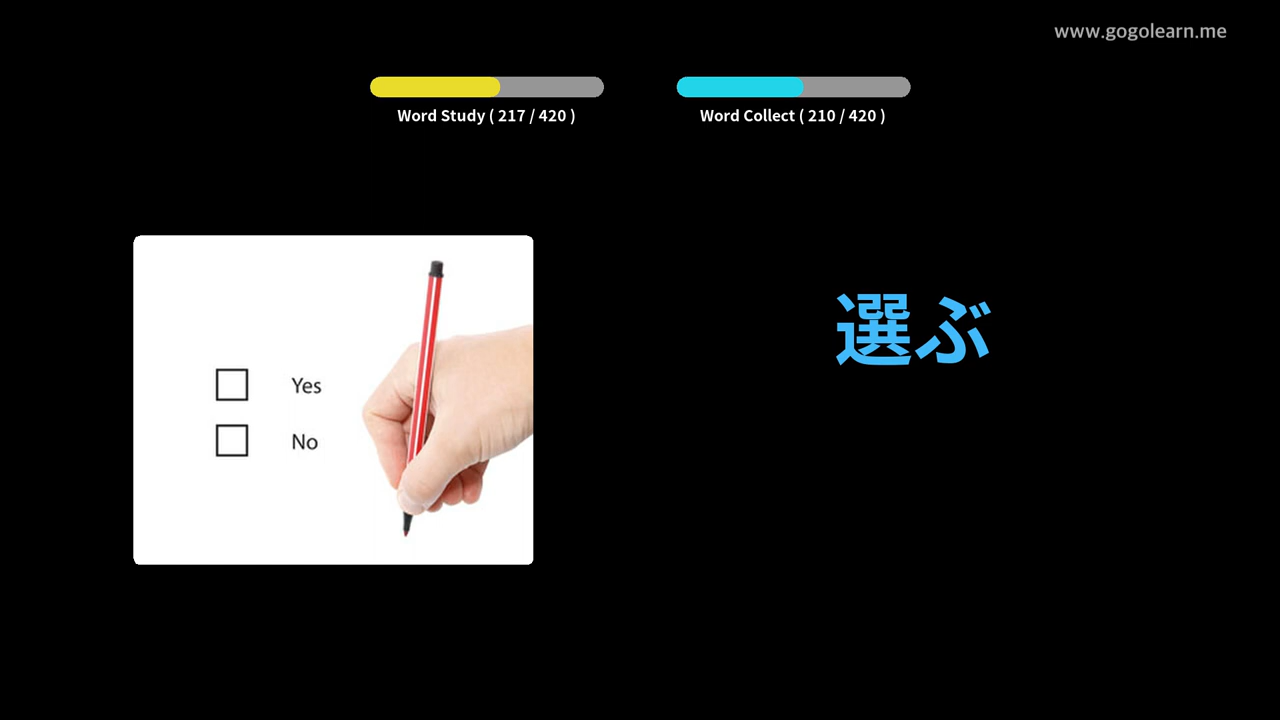 www.gogolearn.me
Word Study ( 217 / 420 )
Word Collect ( 210 / 420 )
Yes
No
選ぶ